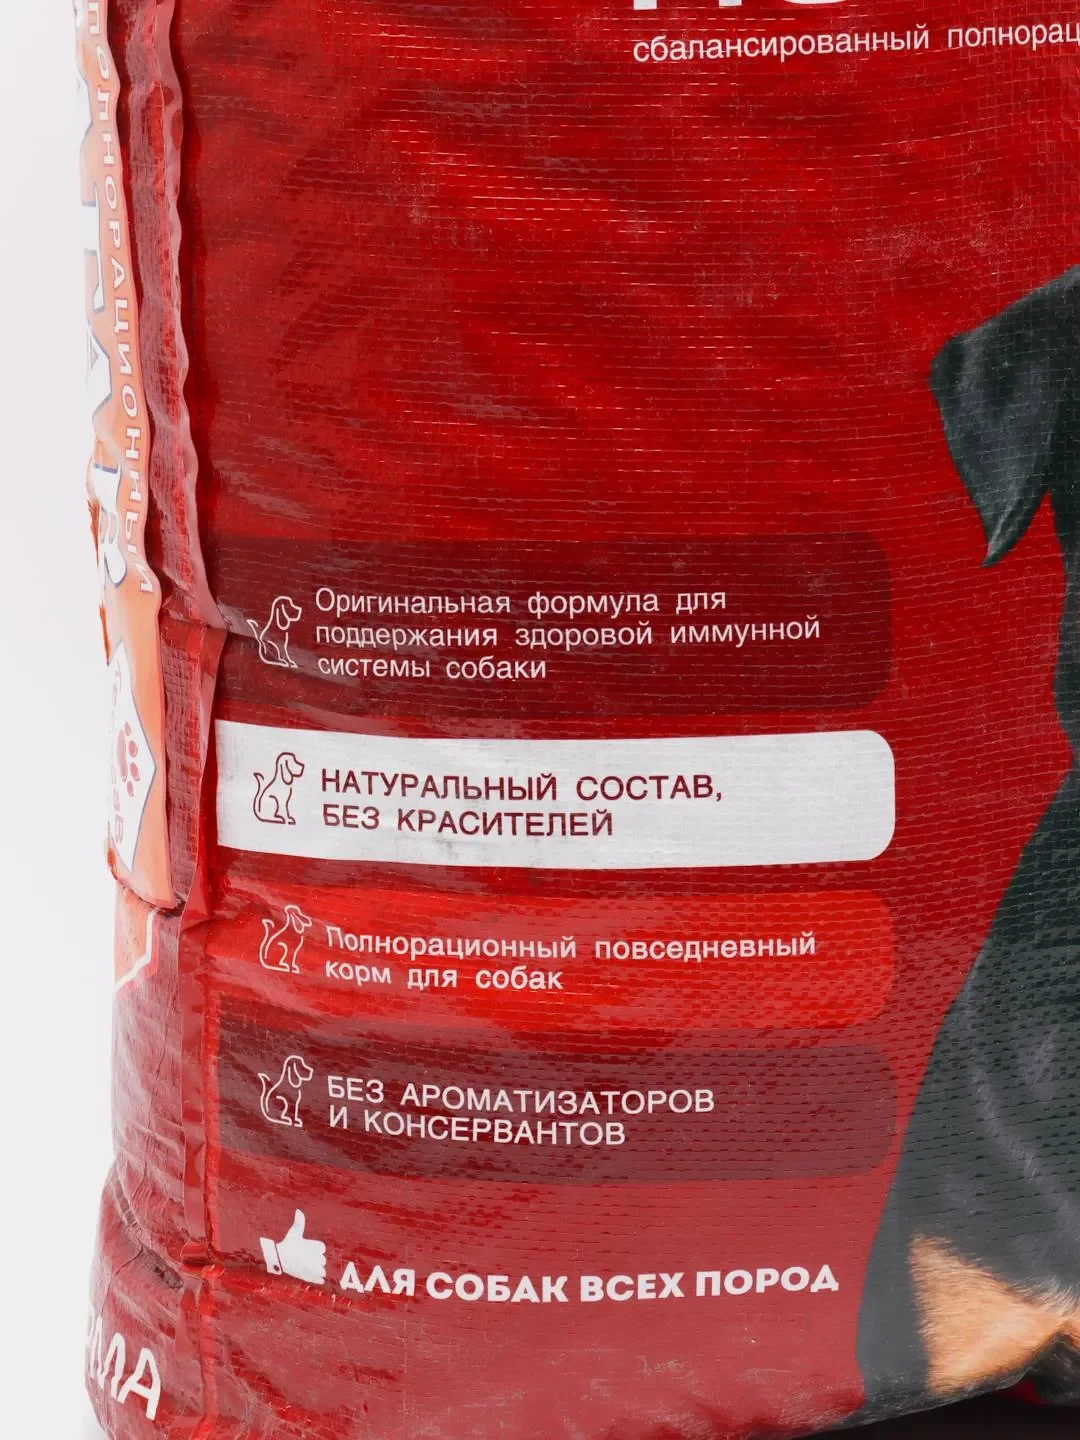 сбалансированный
ПОЛНОРАЦИОННЫЙ
Оригинальная формула для
поддержания здоровой иммунной
системы собаки
НАТУРАЛЬНЫЙ СОСТАВ,
БЕЗ КРАСИТЕЛЕЙ
Полнорационный повседневный
корм для собак
БЕЗ АРОМАТИЗАТОРОВ
И КОНСЕРВАНТОВ
ДЛЯ СОБАК ВСЕХ ПОРОД